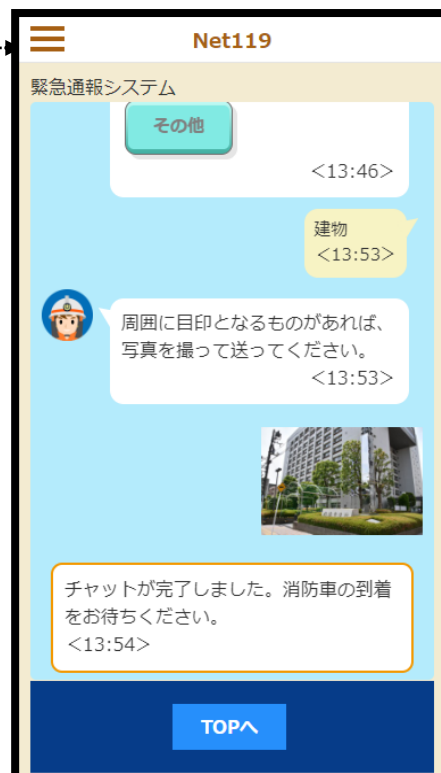 Net119
緊急通報システム
その他
<13:46>
建物
<13:53>
周囲に目印となるものがあれば、
写真を撮って送ってください。
<13:53>
チャットが完了しました。消防車の到着
をお待ちください。
<13:54>
TOPへ